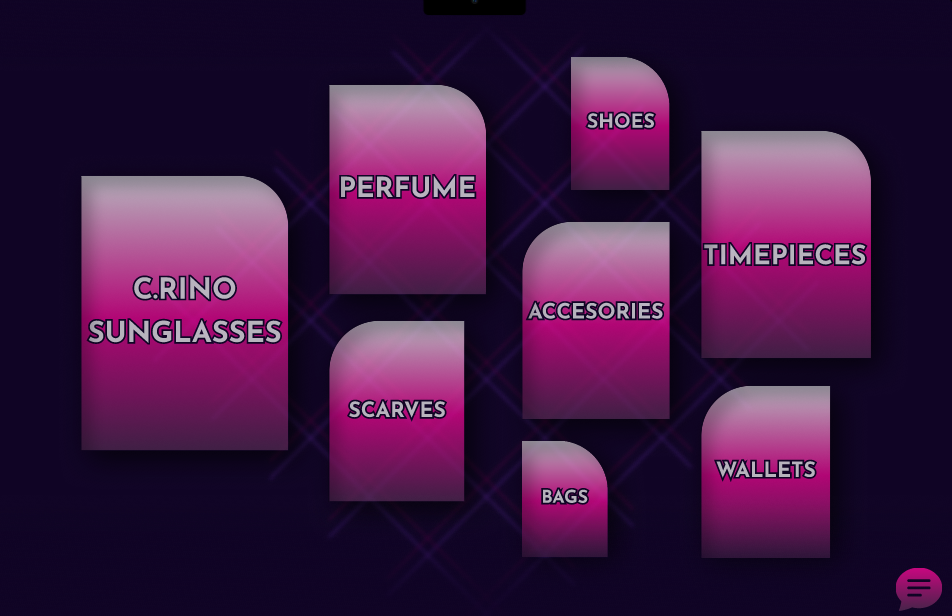 C.RINO
SUNGLASSES
PERFUME
SCARVES
SHOES
ACCESORIES
BAGS
TIMEPIECES
WALLETS